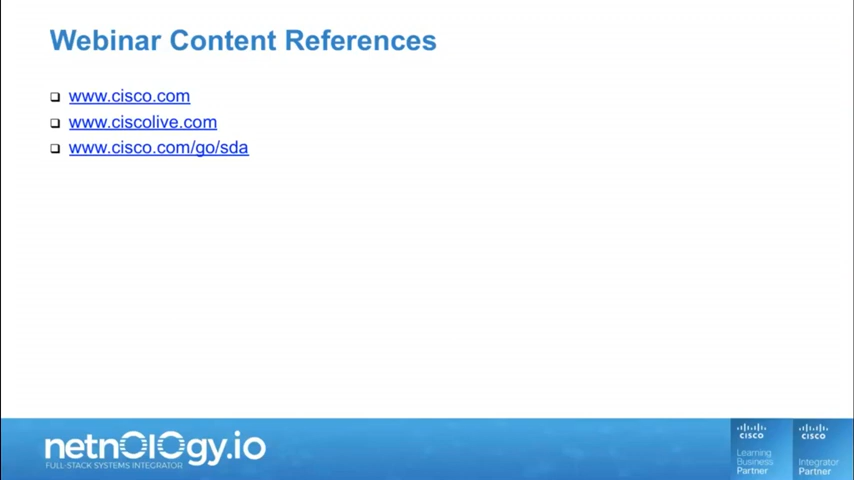 Webinar Content References
www.cisco.com
www.ciscolive.com
www.cisco.com/go/sda
netnOlOgy.io
FULL-STACK SYSTEMS INTEGRATOR
CISCO
Learning
Business
Partner
CISCO
Integrator
Partner